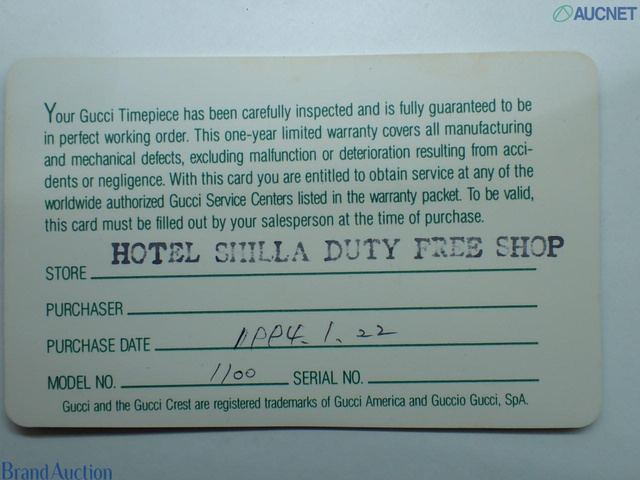 AUCNET
Your Gucci Timepiece has been carefully inspected and is fully guaranteed to be
in perfect working order. This one-year limited warranty covers all manufacturing
and mechanical defects, excluding malfunction or deterioration resulting from acci-
dents or negligence. With this card you are entitled to obtain service at any of the
worldwide authorized Gucci Service Centers listed in the warranty packet. To be valid,
this card must be filled out by your salesperson at the time of purchase.
HOTEL SHILLA DUTY FREE SHOP
STORE
PURCHASER
PURCHASE DATE 1994. 1. 22
MODEL NO. 1100 SERIAL NO.
Gucci and the Gucci Crest are registered trademarks of Gucci America and Guccio Gucci, SpA.
Brand Auction